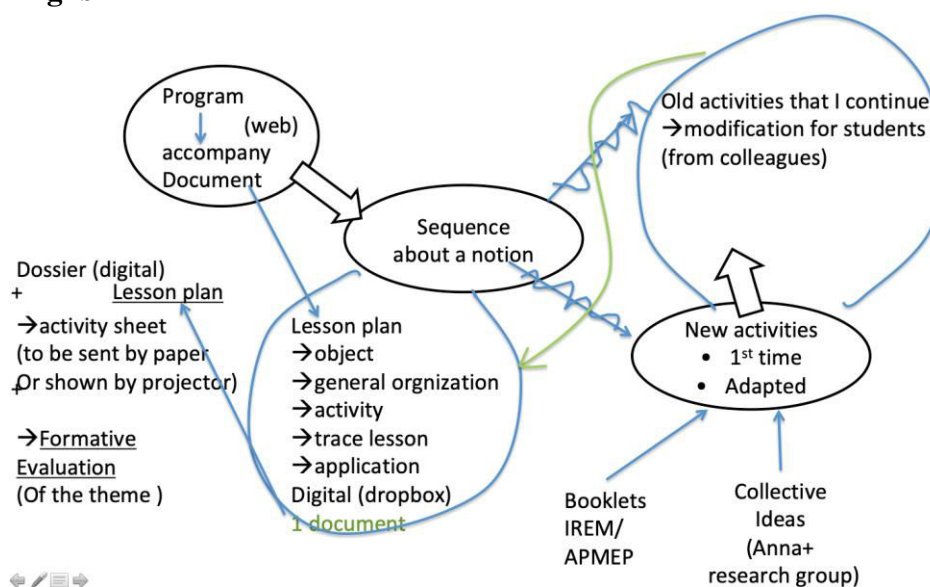 Program
(web)
accompany
Document
Sequence
about a notion
Old activities that I continue
→modification for students
(from colleagues)
Dossier (digital)
+
Lesson plan
→activity sheet
(to be sent by paper
Or shown by projector)
+
→Formative
Evaluation
(Of the theme )
Lesson plan
→object
→general orgnization
→activity
→trace lesson
→application
Digital (dropbox)
1 document
New activities
• 1st time
• Adapted
Booklets
IREM/
APMEP
Collective
Ideas
(Anna+
research group)